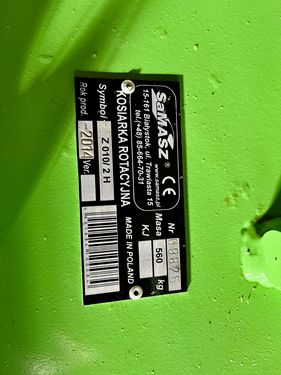 SaMASZ®
15-161 Białystok, ul. Trawiasta 15
tel.(+48) 85-664-70-31
www.samasz.pl
CE
KOSIARKA ROTACYJNA
Symbol Z 010/2 H
Nr
Masa 560 kg
KJ
Rok prod. -2014 Ver.
MADE IN POLAND